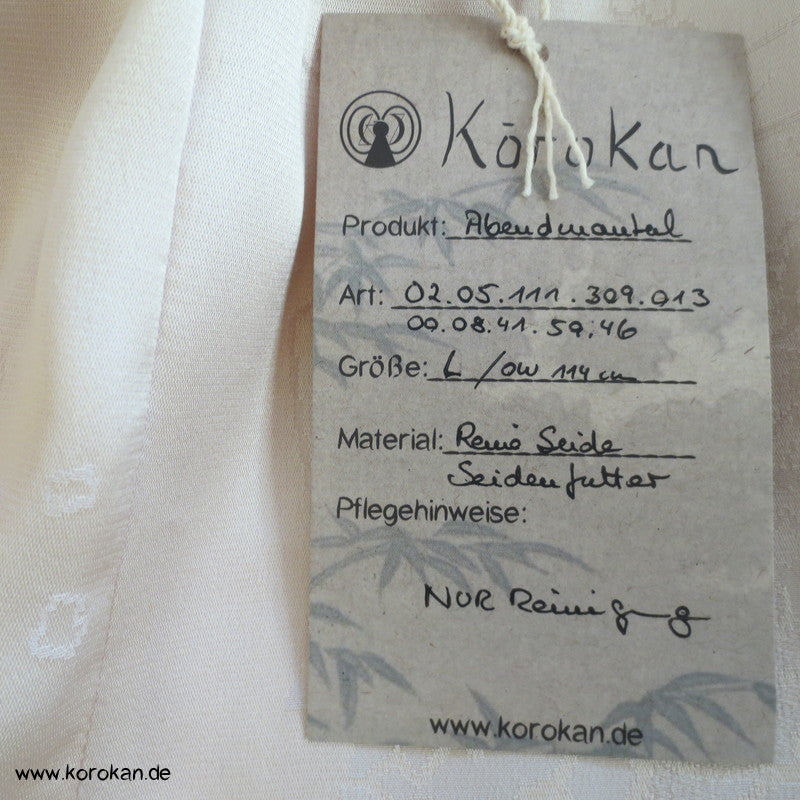 Kōrokan
Produkt: Abendmantel
Art: 02.05.111.309.013
00.08.41.59.46
Größe: L / OW 114 cm
Material: Reine Seide
Seidenfutter
Pflegehinweise:
NUR Reinigung
www.korokan.de
www.korokan.de